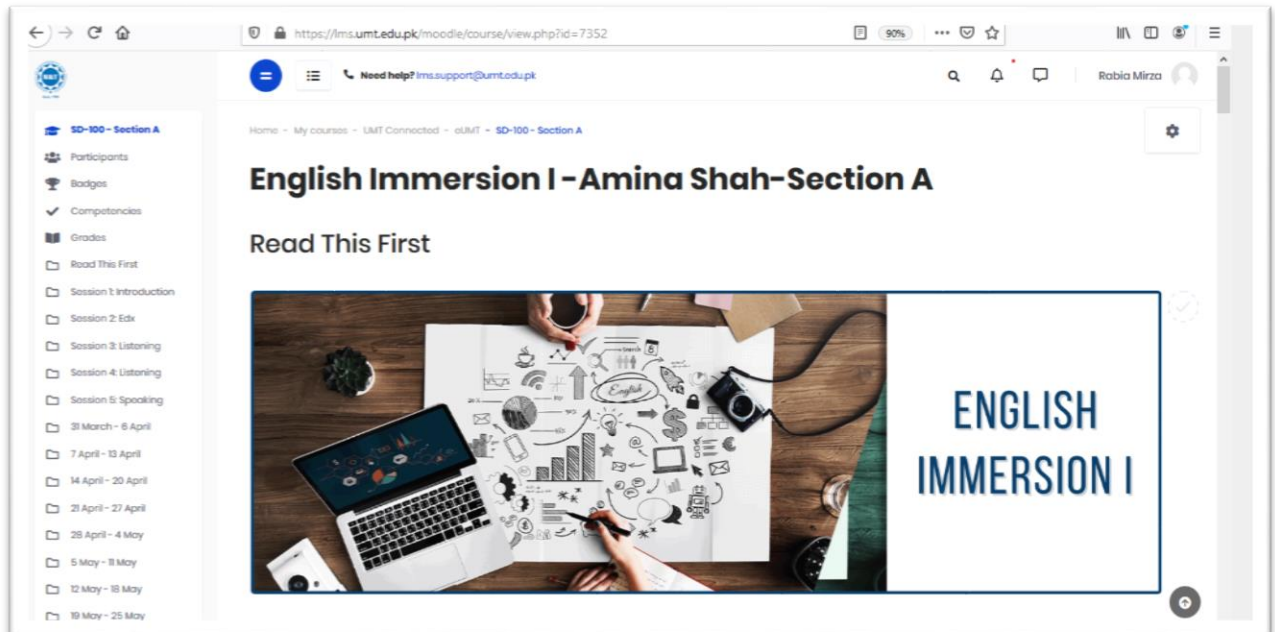 https://lms.umt.edu.pk/moodle/course/view.php?id=7352
90%
Need help? lms.support@umt.edu.pk
Rabia Mirza
UMT
SD-100 - Section A
Participants
Badges
Competencies
Grades
Read This First
Session 1: Introduction
Session 2: Edx
Session 3: Listening
Session 4: Listening
Session 5: Speaking
31 March - 6 April
7 April - 13 April
14 April - 20 April
21 April - 27 April
28 April - 4 May
5 May - 11 May
12 May - 18 May
19 May - 25 May
Home - My courses - UMT Connected - eUMT - SD-100 - Section A
English Immersion I -Amina Shah-Section A
Read This First
search
English
ENGLISH
IMMERSION I